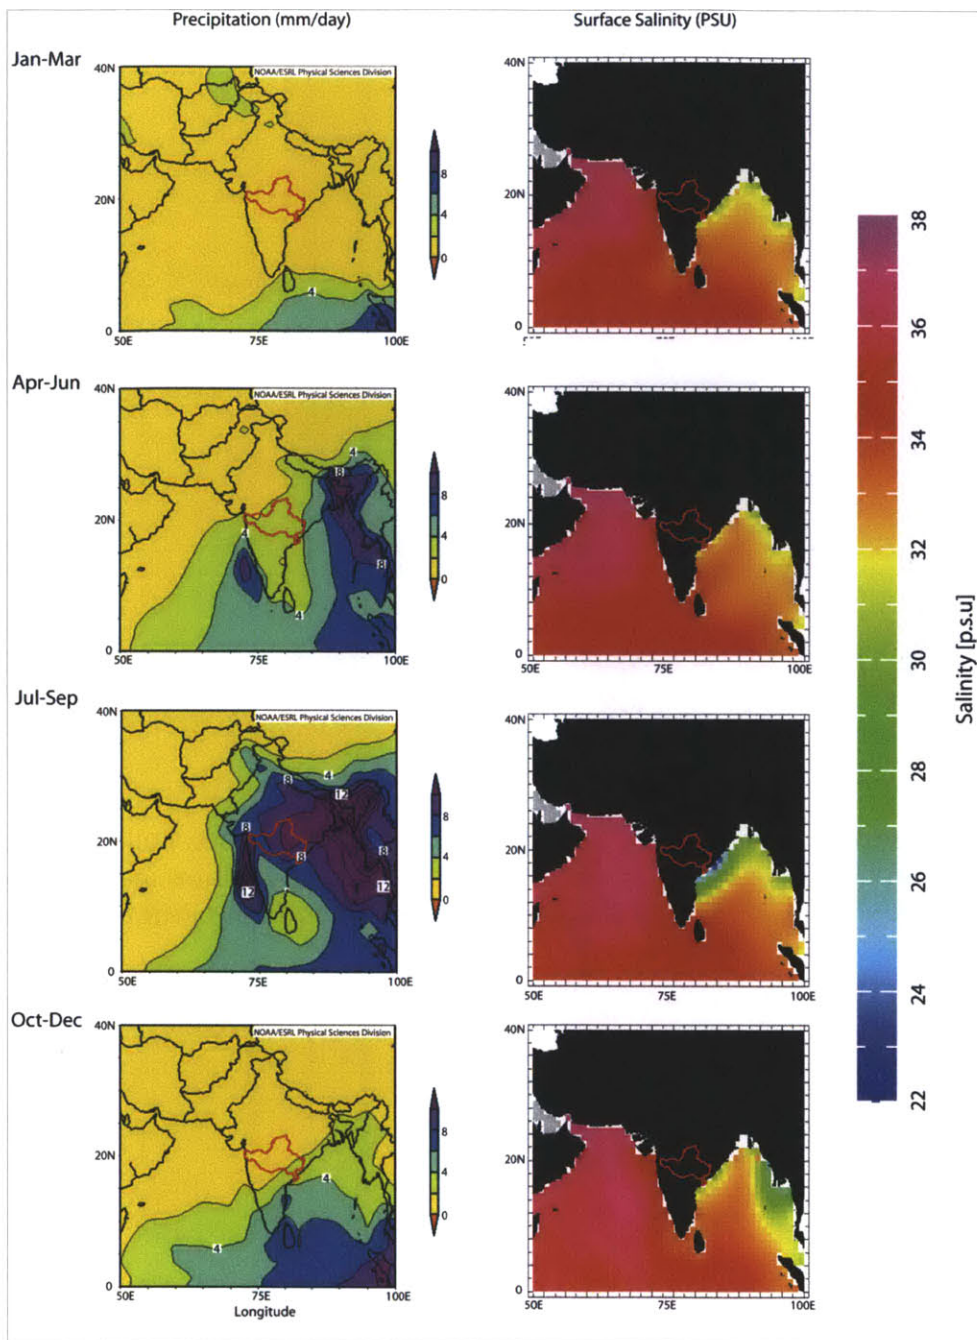 Precipitation (mm/day)
Surface Salinity (PSU)
Jan-Mar
40N
NOAA/ESRL Physical Sciences Division
20N
0
50E
75E
100E
4
8
4
0
40N
20N
0
Apr-Jun
40N
NOAA/ESRL Physical Sciences Division
20N
0
50E
75E
100E
4
8
4
8
4
8
4
0
40N
20N
0
50E
75E
100E
Jul-Sep
40N
NOAA/ESRL Physical Sciences Division
20N
0
50E
75E
100E
4
8
12
8
8
8
12
12
8
4
0
40N
20N
0
50E
75E
100E
Oct-Dec
40N
NOAA/ESRL Physical Sciences Division
20N
0
50E
75E
100E
Longitude
4
4
8
4
0
40N
20N
0
50E
75E
100E
38
36
34
32
30
28
26
24
22
Salinity [p.s.u]